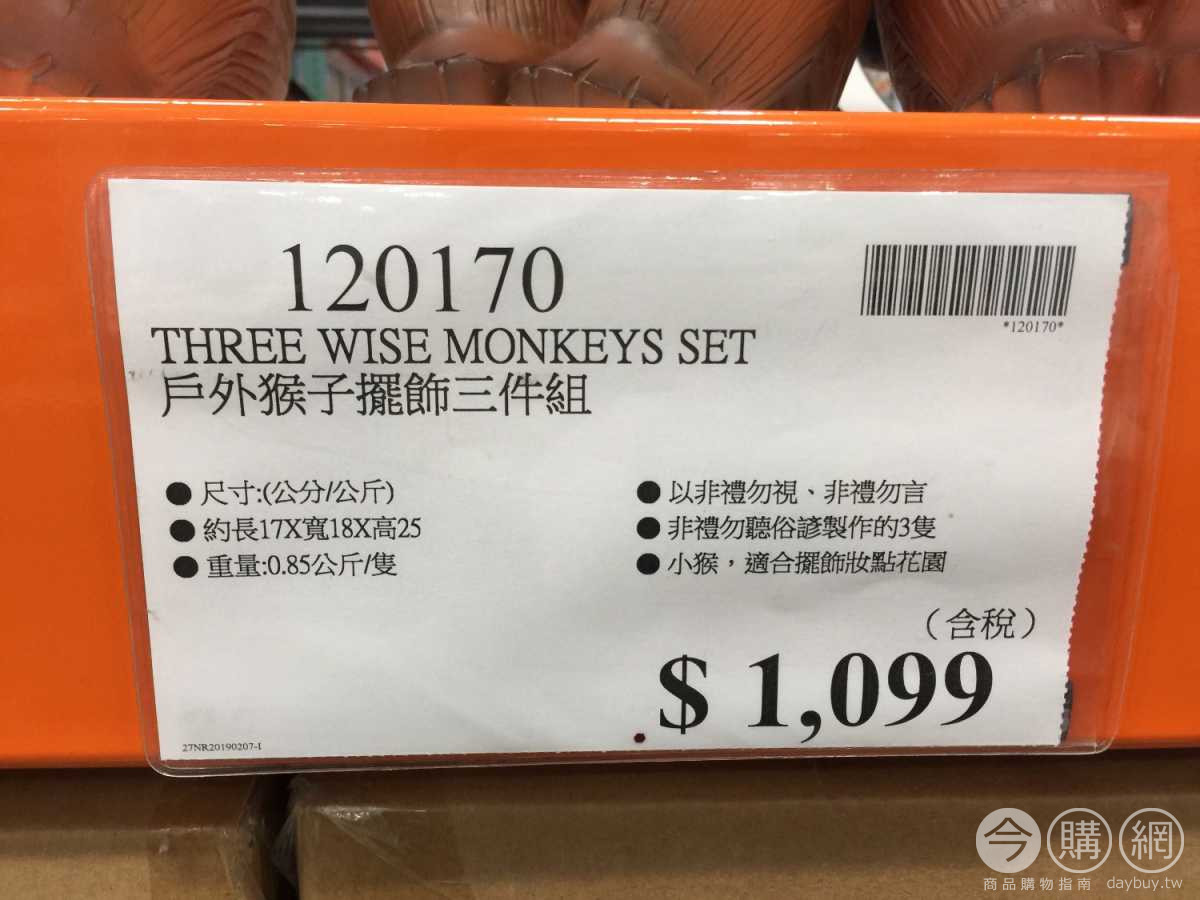 120170
*120170*
THREE WISE MONKEYS SET
戶外猴子擺飾三件組
● 尺寸:(公分/公斤)
● 約長17X寬18X高25
● 重量:0.85公斤/隻
● 以非禮勿視、非禮勿言
● 非禮勿聽俗諺製作的3隻
● 小猴，適合擺飾妝點花園
（含稅）
$ 1,099
27NR20190207-1
今購網
商品購物指南 daybuy.tw